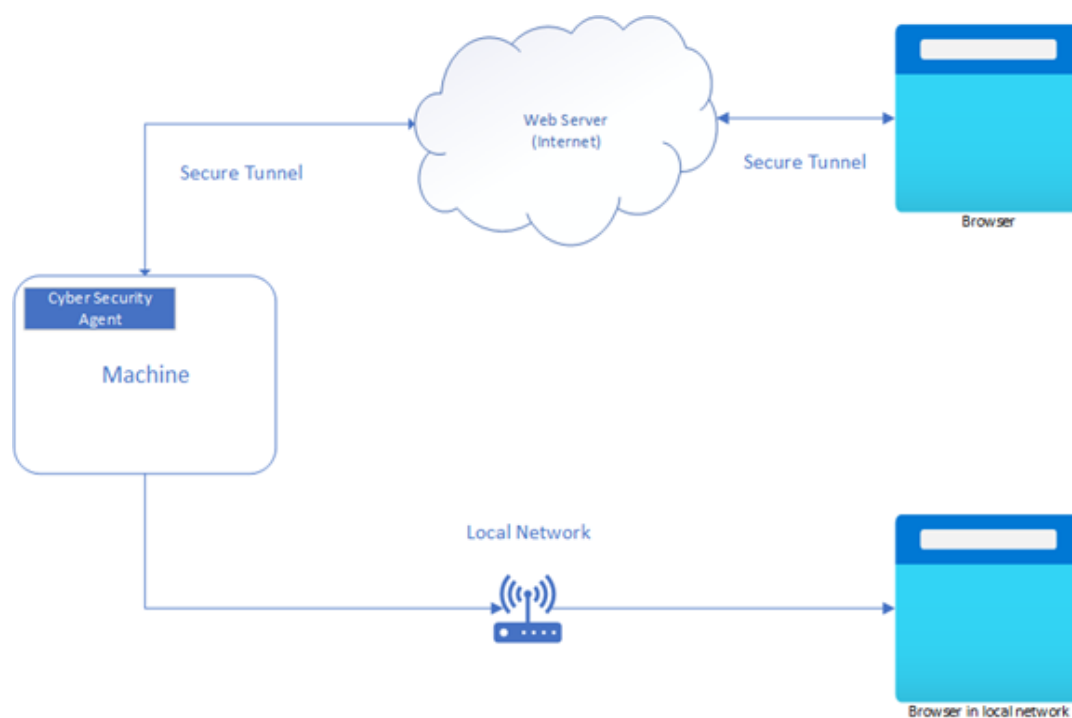 Web Server
(Internet)
Secure Tunnel
Secure Tunnel
Browser
Cyber Security
Agent
Machine
Local Network
Browser in local network